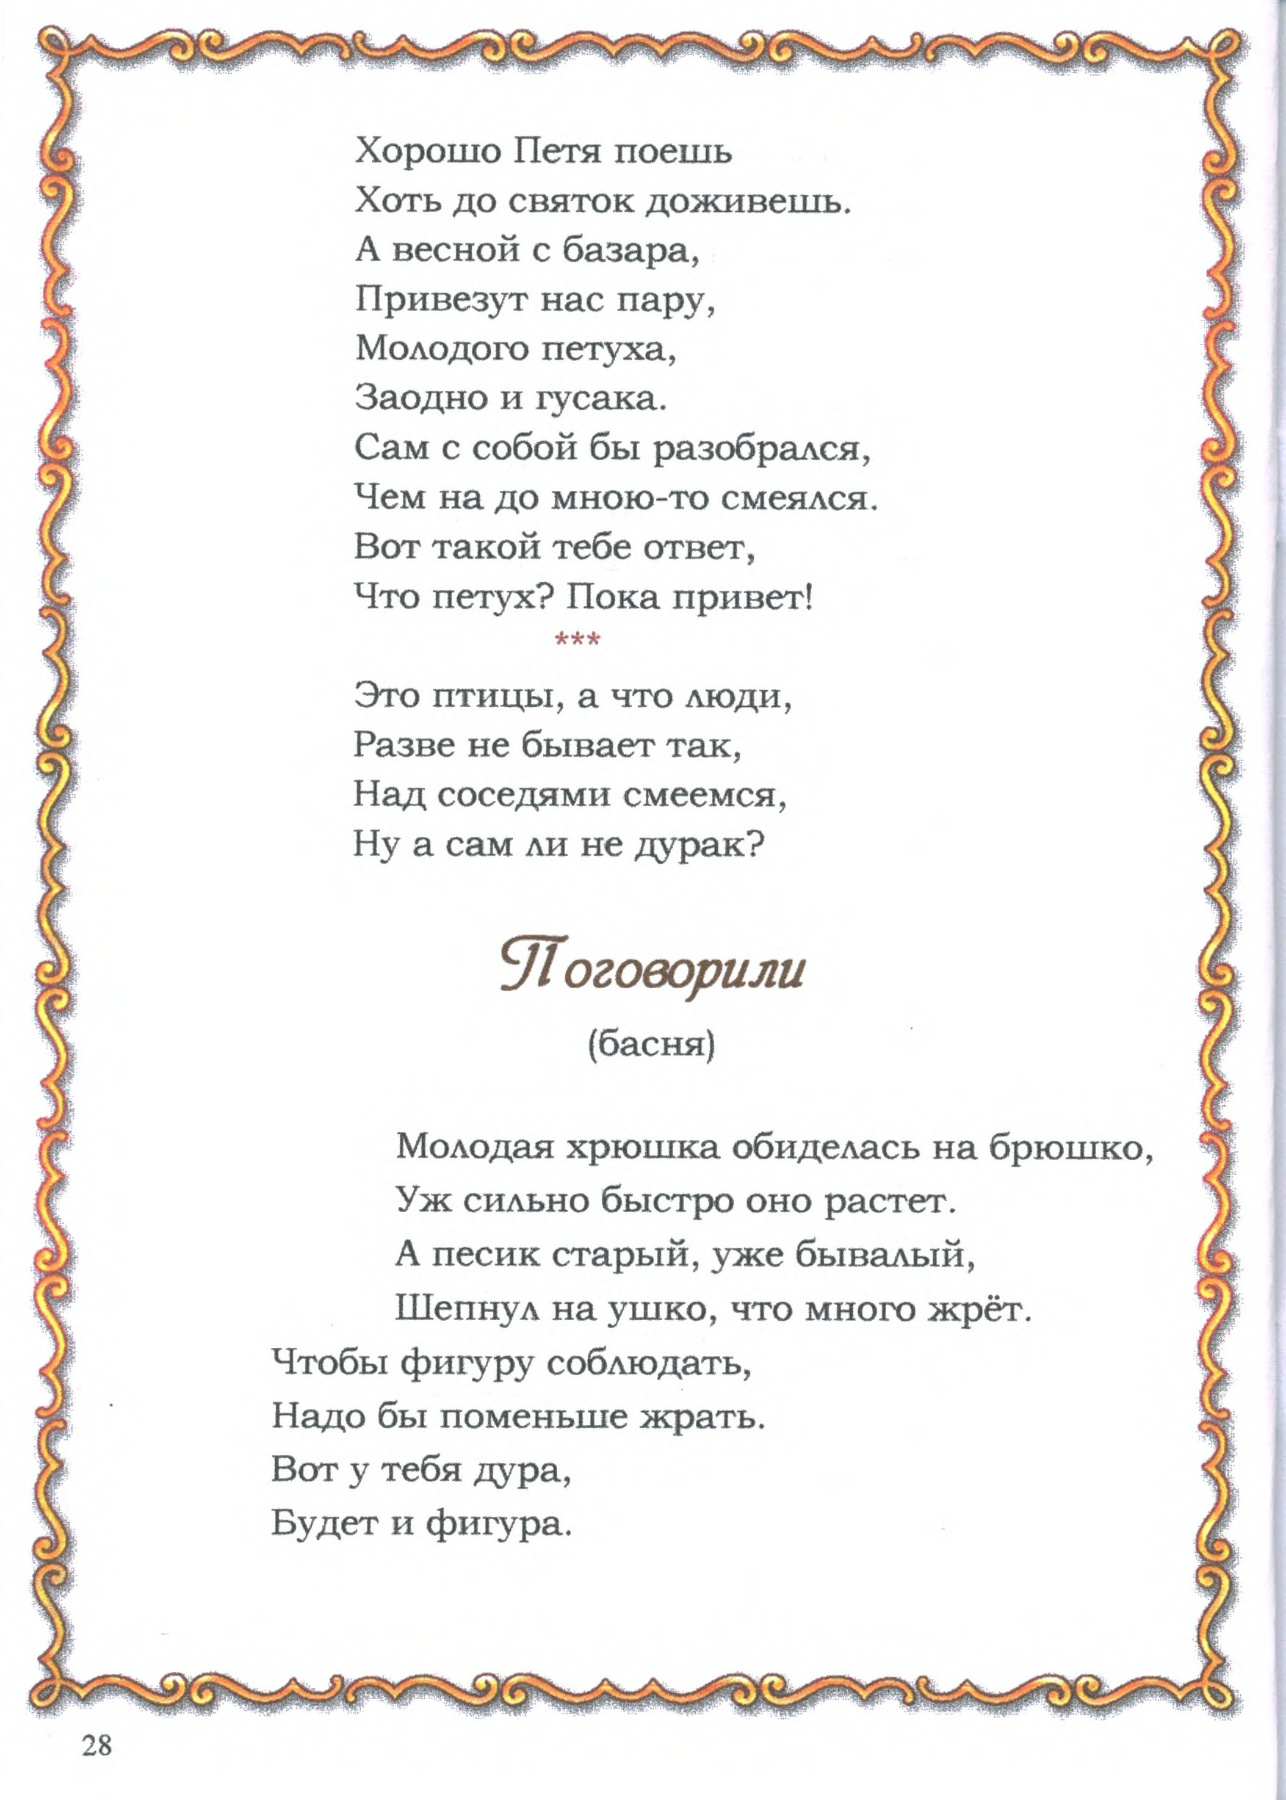 Хорошо Петя поешь
Хоть до святок доживешь.
А весной с базара,
Привезут нас пару,
Молодого петуха,
Заодно и гусака.
Сам с собой бы разобрался,
Чем на до мною-то смеялся.
Вот такой тебе ответ,
Что петух? Пока привет!
***
Это птицы, а что люди,
Разве не бывает так,
Над соседями смеемся,
Ну а сам ли не дурак?
Поговорили
(басня)
Молодая хрюшка обиделась на брюшко,
Уж сильно быстро оно растет.
А песик старый, уже бывалый,
Шепнул на ушко, что много жрёт.
Чтобы фигуру соблюдать,
Надо бы поменьше жрать.
Вот у тебя дура,
Будет и фигура.
28